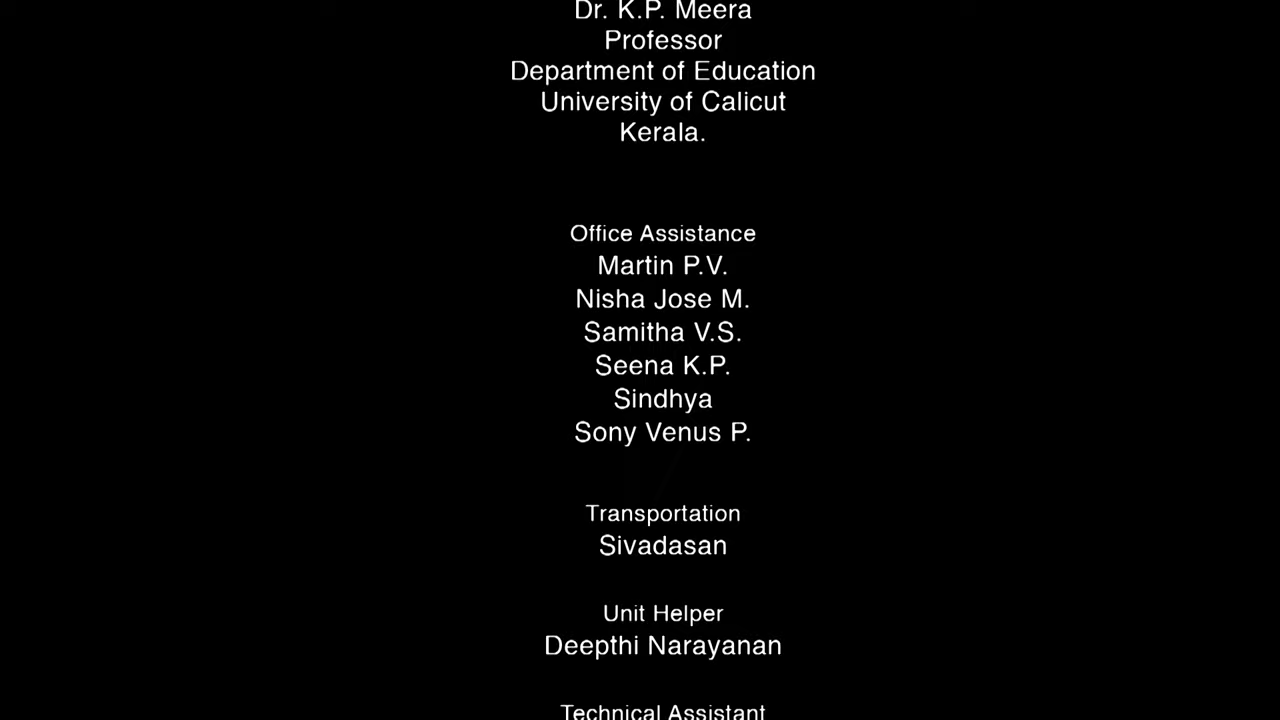 Dr. K.P. Meera
Professor
Department of Education
University of Calicut
Kerala.
Office Assistance
Martin P.V.
Nisha Jose M.
Samitha V.S.
Seena K.P.
Sindhya
Sony Venus P.
Transportation
Sivadasan
Unit Helper
Deepthi Narayanan
Technical Assistant